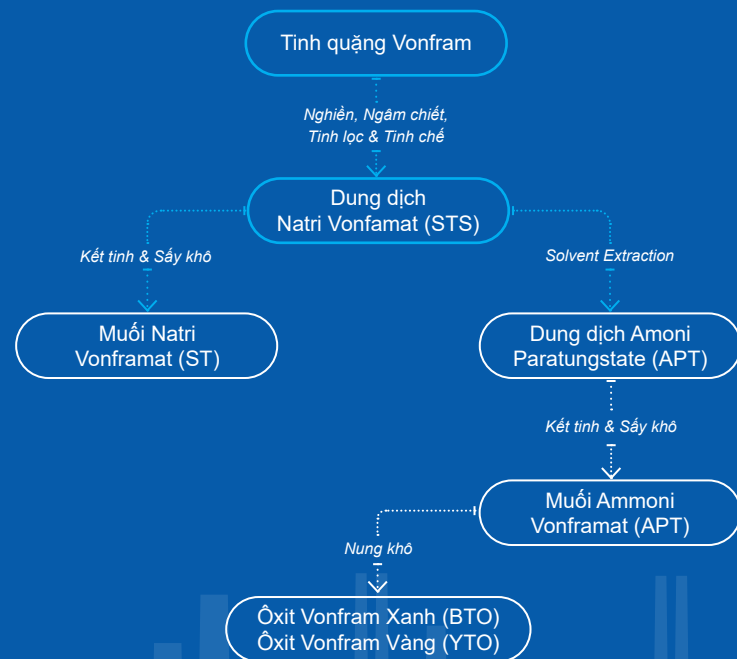 Tinh quặng Vonfram
Nghiền, Ngâm chiết,
Tinh lọc & Tinh chế
Dung dịch
Natri Vonfamat (STS)
Kết tinh & Sấy khô
Solvent Extraction
Muối Natri
Vonframat (ST)
Dung dịch Amoni
Paratungstate (APT)
Kết tinh & Sấy khô
Muối Ammoni
Vonframat (APT)
Nung khô
Ôxit Vonfram Xanh (BTO)
Ôxit Vonfram Vàng (YTO)